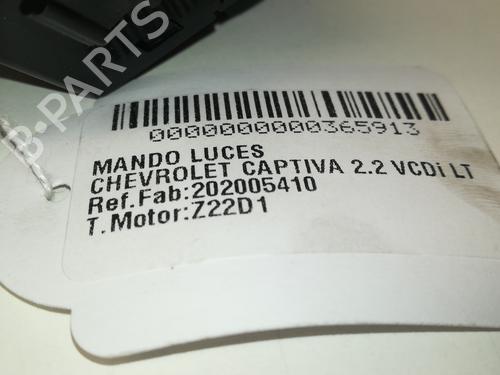 B-PARTS
0000000000365913
MANDO LUCES
CHEVROLET CAPTIVA 2.2 VCDi LT
Ref.Fab:202005410
T.Motor:Z22D1